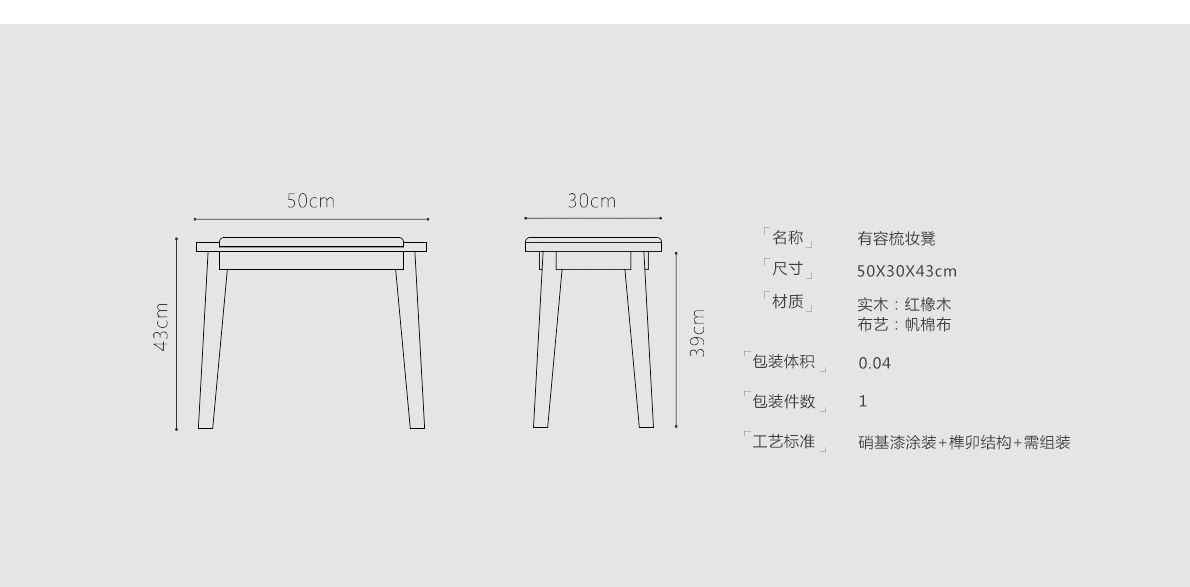 50cm
30cm
43cm
39cm
「名称」 有容梳妆凳
「尺寸」 50X30X43cm
「材质」 实木：红橡木
布艺：帆棉布
「包装体积」 0.04
「包装件数」 1
「工艺标准」 硝基漆涂装+榫卯结构+需组装